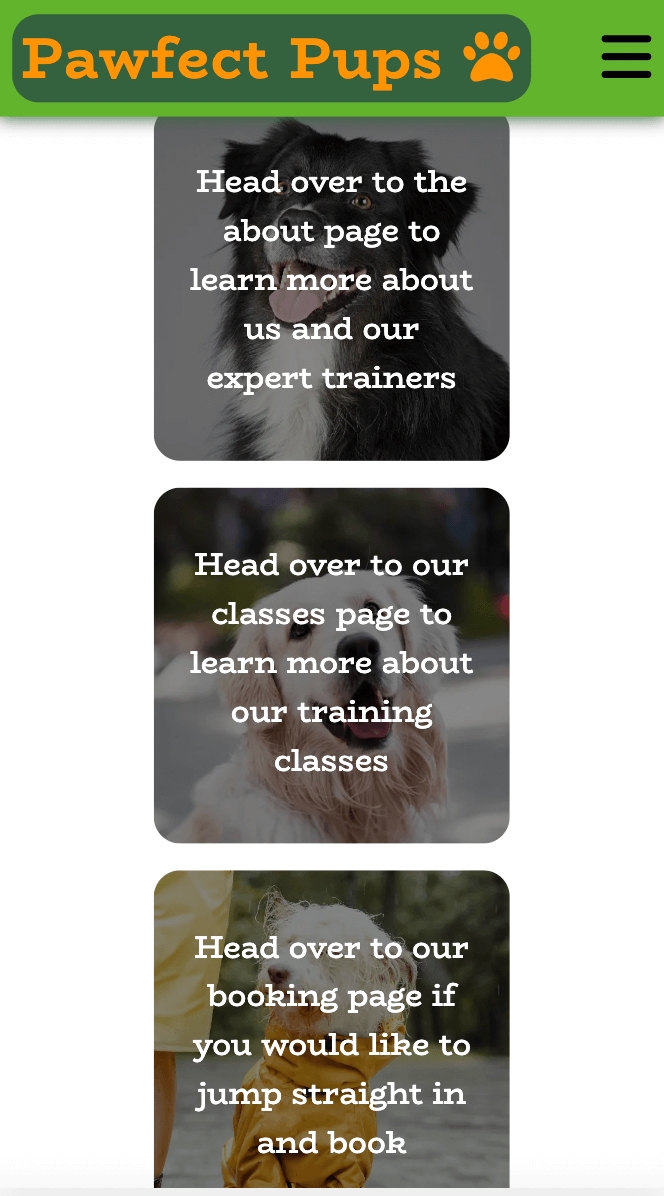 Pawfect Pups
Head over to the
about page to
learn more about
us and our
expert trainers
Head over to our
classes page to
learn more about
our training
classes
Head over to our
booking page if
you would like to
jump straight in
and book